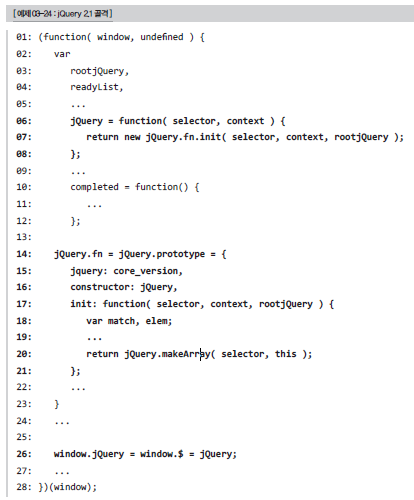 [예제 03-24 : jQuery 2.1 골격]
01: (function( window, undefined ) {
02: var
03: rootjQuery,
04: readyList,
05: ...
06: jQuery = function( selector, context ) {
07: return new jQuery.fn.init( selector, context, rootjQuery );
08: };
09: ...
10: completed = function() {
11: ...
12: };
13:
14: jQuery.fn = jQuery.prototype = {
15: jquery: core_version,
16: constructor: jQuery,
17: init: function( selector, context, rootjQuery ) {
18: var match, elem;
19: ...
20: return jQuery.makeArray( selector, this );
21: };
22: ...
23: }
24: ...
25:
26: window.jQuery = window.$ = jQuery;
27: ...
28: })(window);